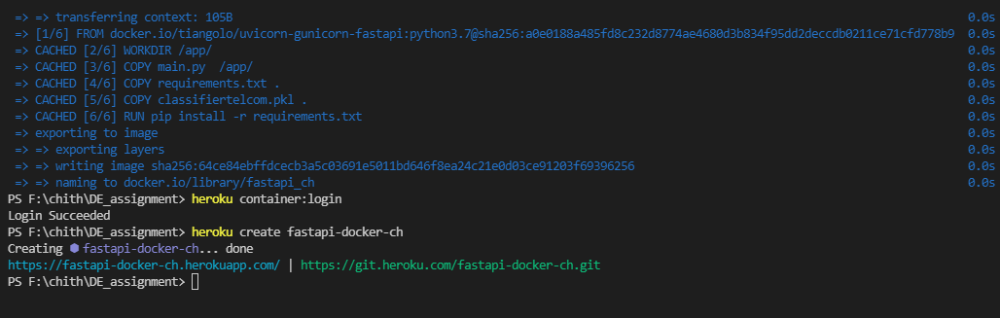 => => transferring context: 105B 0.0s
=> [1/6] FROM docker.io/tiangolo/uvicorn-gunicorn-fastapi:python3.7@sha256:a0e0188a485fd8c232d8774ae4680d3b834f95dd2deccdb0211ce71cfd778b9 0.0s
=> CACHED [2/6] WORKDIR /app/ 0.0s
=> CACHED [3/6] COPY main.py /app/ 0.0s
=> CACHED [4/6] COPY requirements.txt . 0.0s
=> CACHED [5/6] COPY classifiertelcom.pkl . 0.0s
=> CACHED [6/6] RUN pip install -r requirements.txt 0.0s
=> exporting to image 0.0s
=> => exporting layers 0.0s
=> => writing image sha256:64ce84ebffdcecb3a5c03691e5011bd646f8ea24c21e0d03ce91203f69396256 0.0s
=> => naming to docker.io/library/fastapi_ch 0.0s
PS F:\chith\DE_assignment> heroku container:login
Login Succeeded
PS F:\chith\DE_assignment> heroku create fastapi-docker-ch
Creating ⬢ fastapi-docker-ch... done
https://fastapi-docker-ch.herokuapp.com/ | https://git.heroku.com/fastapi-docker-ch.git
PS F:\chith\DE_assignment>